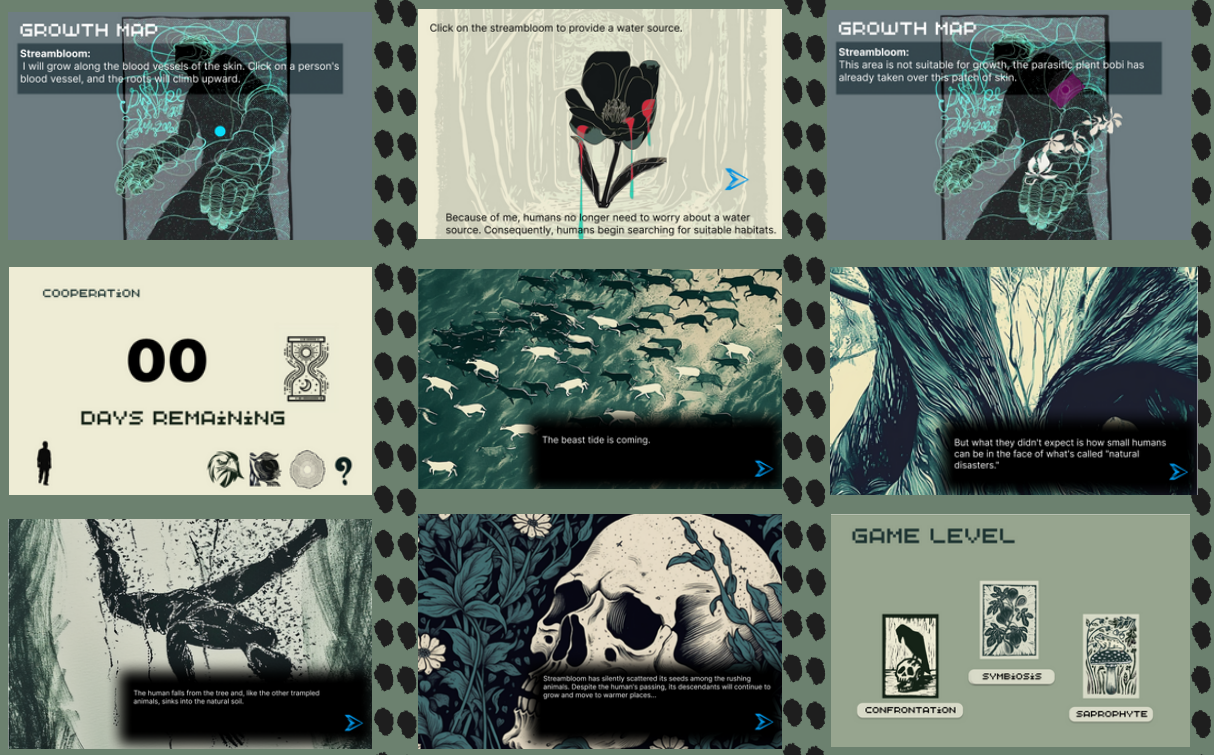 GROWTH MAP
Streambloom:
I will grow along the blood vessels of the skin. Click on a person's
blood vessel, and the roots will climb upward.
Click on the streambloom to provide a water source.
Because of me, humans no longer need to worry about a water
source. Consequently, humans begin searching for suitable habitats.
GROWTH MAP
Streambloom:
This area is not suitable for growth, the parasitic plant bobi has
already taken over this patch of skin.
COOPERATiON
00
DAYS REMAiNiNG
?
The beast tide is coming.
But what they didn't expect is how small humans
can be in the face of what's called "natural
disasters."
The human falls from the tree and, like the other trampled
animals, sinks into the natural soil.
Streambloom has silently scattered its seeds among the rushing
animals. Despite the human's passing, its descendants will continue to
grow and move to warmer places...
GAME LEVEL
CONFRONTATiON
SYMBiOSiS
SAPROPHYTE